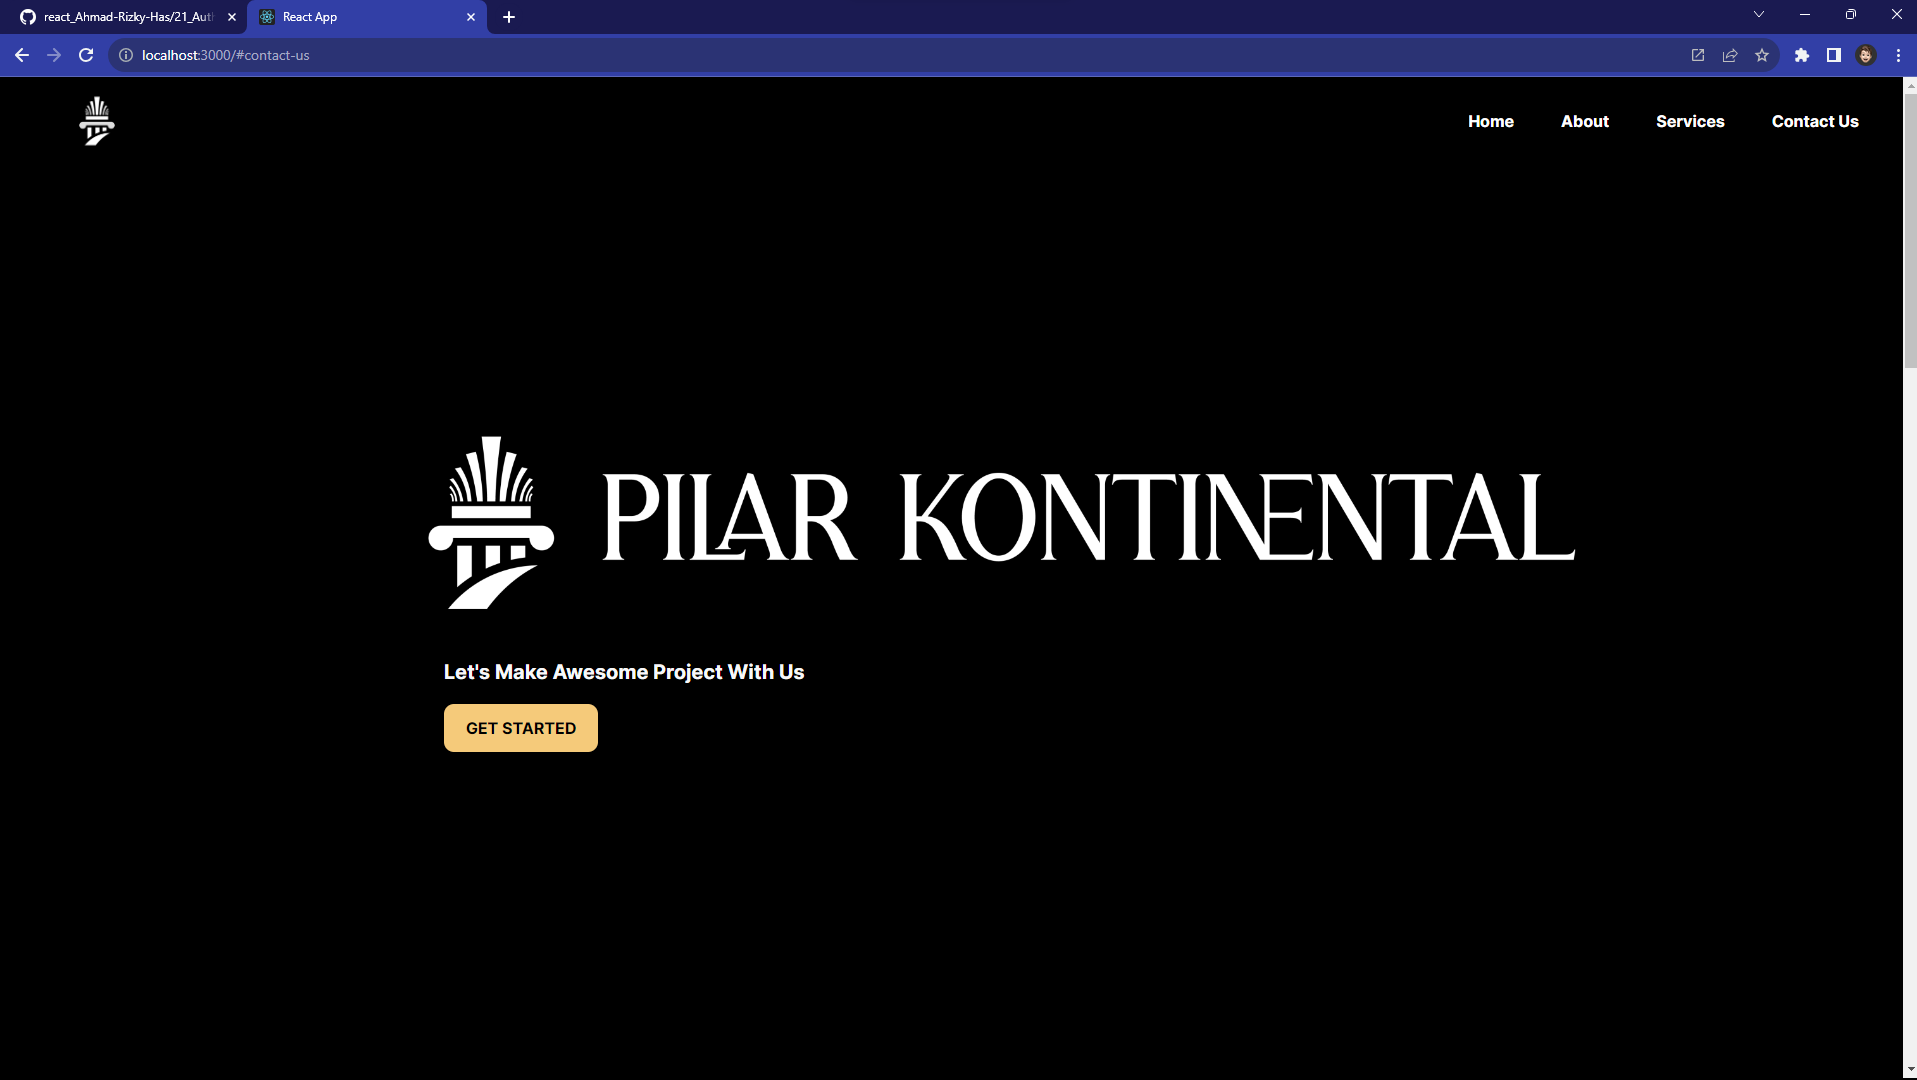 react_Ahmad-Rizky-Has/21_Aut
React App
localhost:3000/#contact-us
Home
About
Services
Contact Us
PILAR KONTINENTAL
Let's Make Awesome Project With Us
GET STARTED